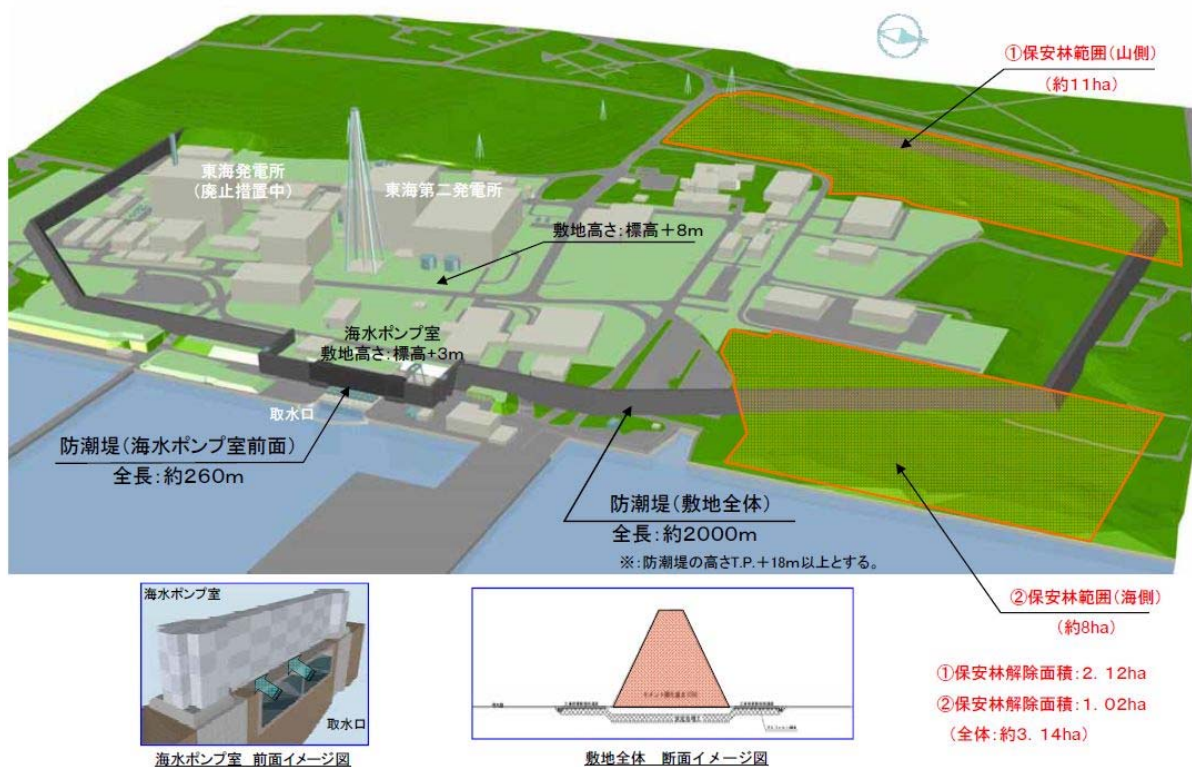 ①保安林範囲(山側)
(約11ha)
東海発電所
(廃止措置中)
東海第二発電所
敷地高さ:標高+8m
海水ポンプ室
敷地高さ:標高+3m
取水口
防潮堤(海水ポンプ室前面)
全長:約260m
防潮堤(敷地全体)
全長:約2000m
※:防潮堤の高さT.P.+18m以上とする。
②保安林範囲(海側)
(約8ha)
①保安林解除面積:2.12ha
②保安林解除面積:1.02ha
(全体:約3.14ha)
海水ポンプ室
取水口
海水ポンプ室 前面イメージ図
敷地全体 断面イメージ図